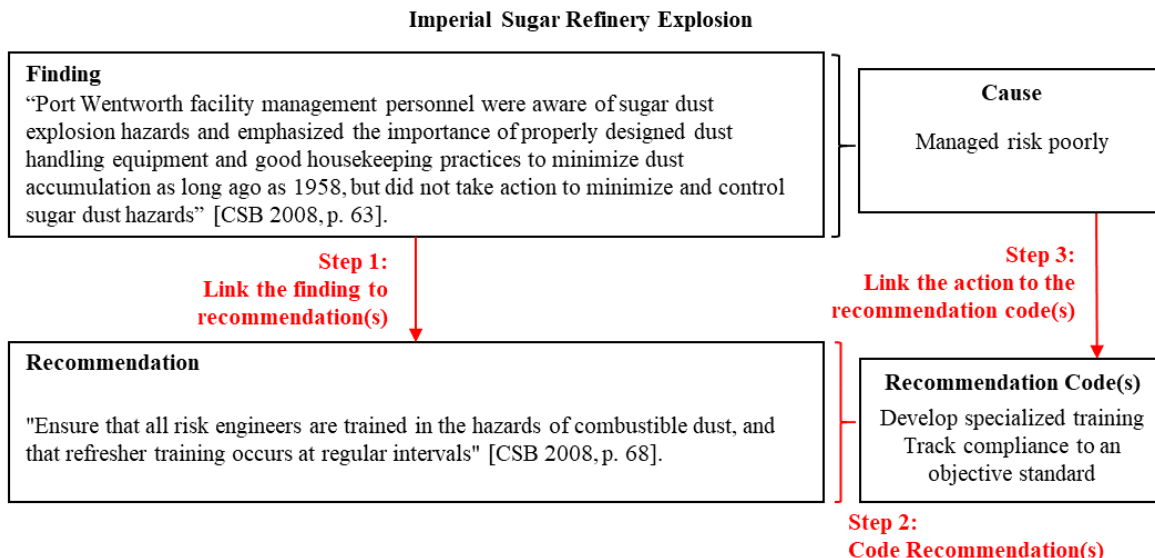 Imperial Sugar Refinery Explosion
Finding
“Port Wentworth facility management personnel were aware of sugar dust
explosion hazards and emphasized the importance of properly designed dust
handling equipment and good housekeeping practices to minimize dust
accumulation as long ago as 1958, but did not take action to minimize and control
sugar dust hazards” [CSB 2008, p. 63].
Cause
Managed risk poorly
Step 1:
Link the finding to
recommendation(s)
Step 3:
Link the action to the
recommendation code(s)
Recommendation
"Ensure that all risk engineers are trained in the hazards of combustible dust, and
that refresher training occurs at regular intervals" [CSB 2008, p. 68].
Recommendation Code(s)
Develop specialized training
Track compliance to an
objective standard
Step 2:
Code Recommendation(s)